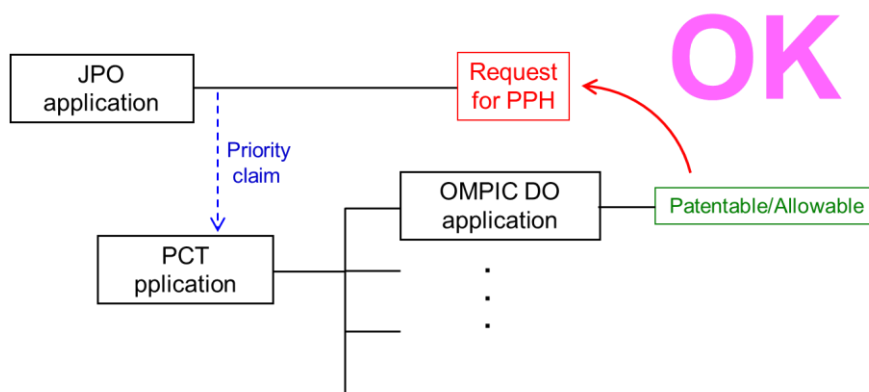 OK
JPO
application
Request
for PPH
Priority
claim
OMPIC DO
application
Patentable/Allowable
PCT
pplication